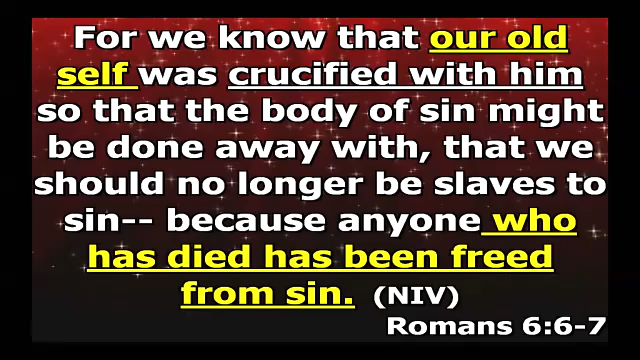 For we know that our old
self was crucified with him
so that the body of sin might
be done away with, that we
should no longer be slaves to
sin-- because anyone who
has died has been freed
from sin. (NIV)
Romans 6:6-7